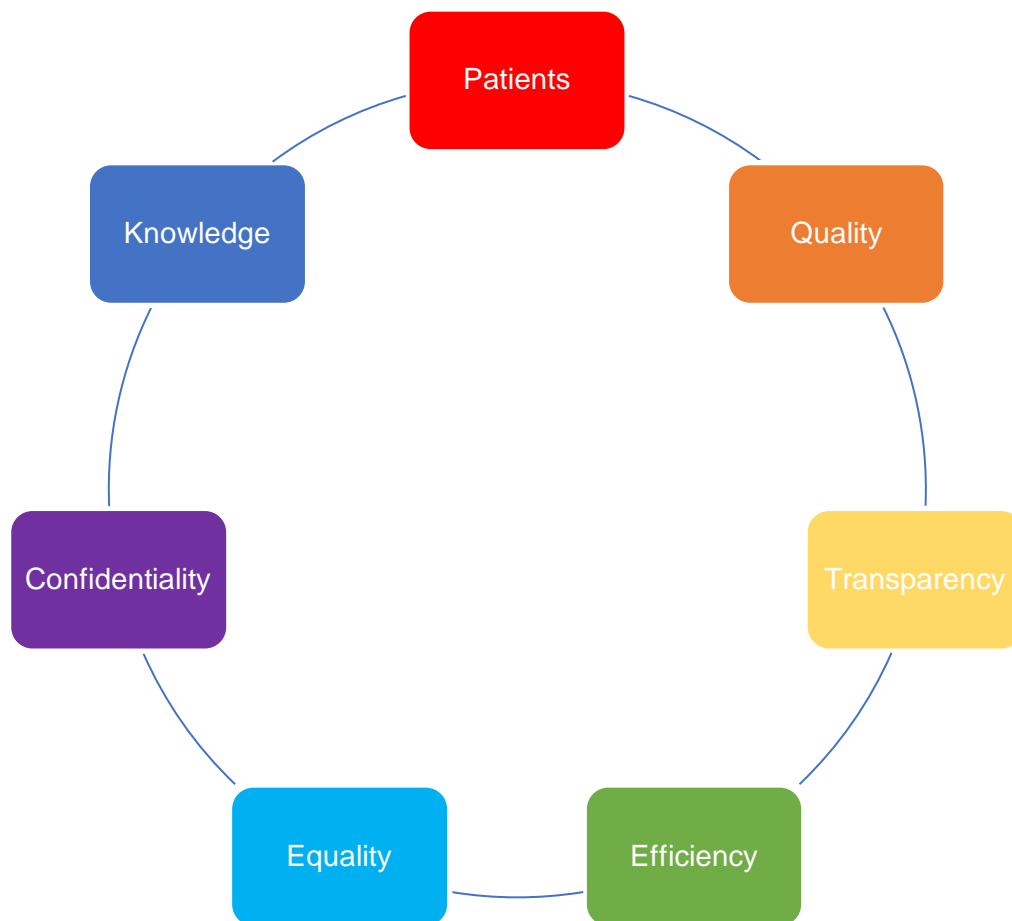 Patients
Quality
Transparency
Efficiency
Equality
Confidentiality
Knowledge